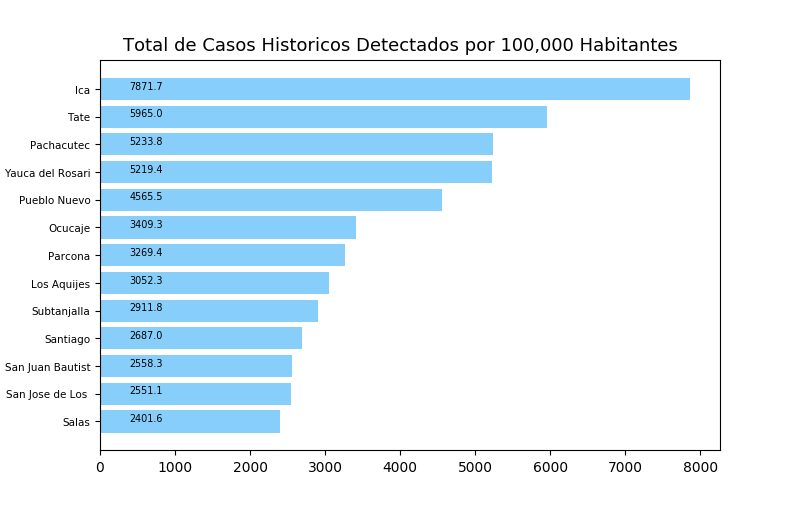 Total de Casos Historicos Detectados por 100,000 Habitantes
Ica 7871.7
Tate 5965.0
Pachacutec 5233.8
Yauca del Rosari 5219.4
Pueblo Nuevo 4565.5
Ocucaje 3409.3
Parcona 3269.4
Los Aquijes 3052.3
Subtanjalla 2911.8
Santiago 2687.0
San Juan Bautist 2558.3
San Jose de Los 2551.1
Salas 2401.6
0 1000 2000 3000 4000 5000 6000 7000 8000